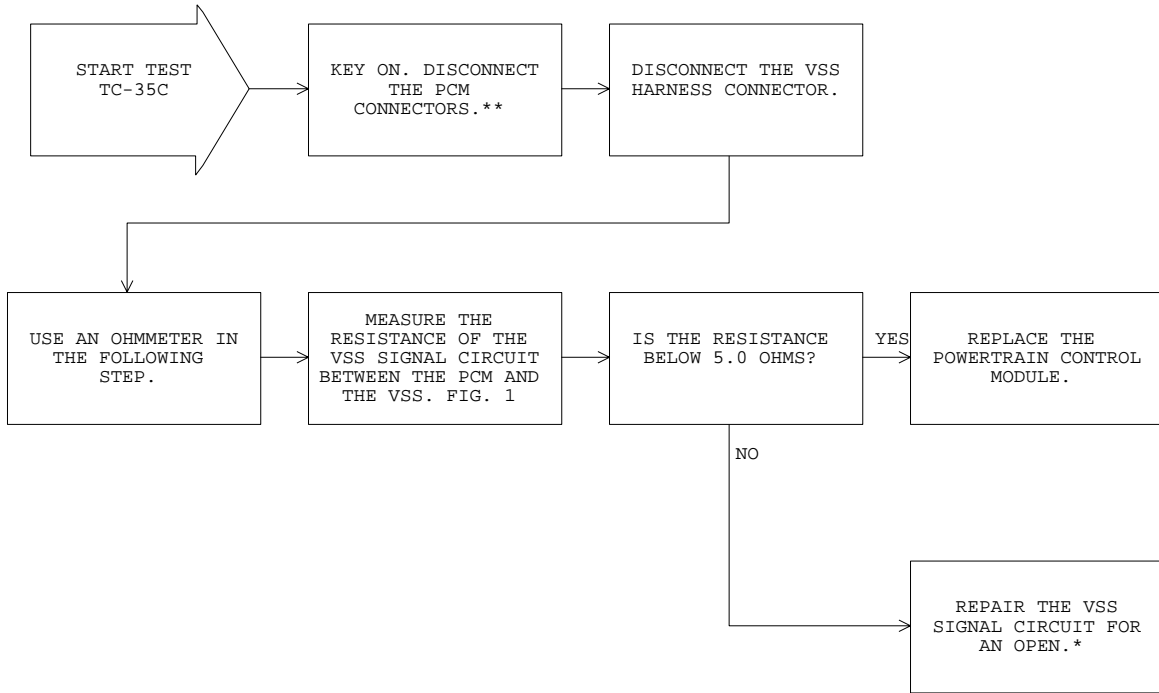 START TEST
TC-35C
KEY ON. DISCONNECT
THE PCM
CONNECTORS.**
DISCONNECT THE VSS
HARNESS CONNECTOR.
USE AN OHMMETER IN
THE FOLLOWING
STEP.
MEASURE THE
RESISTANCE OF THE
VSS SIGNAL CIRCUIT
BETWEEN THE PCM AND
THE VSS. FIG. 1
IS THE RESISTANCE
BELOW 5.0 OHMS?
YES
REPLACE THE
POWERTRAIN CONTROL
MODULE.
NO
REPAIR THE VSS
SIGNAL CIRCUIT FOR
AN OPEN.*